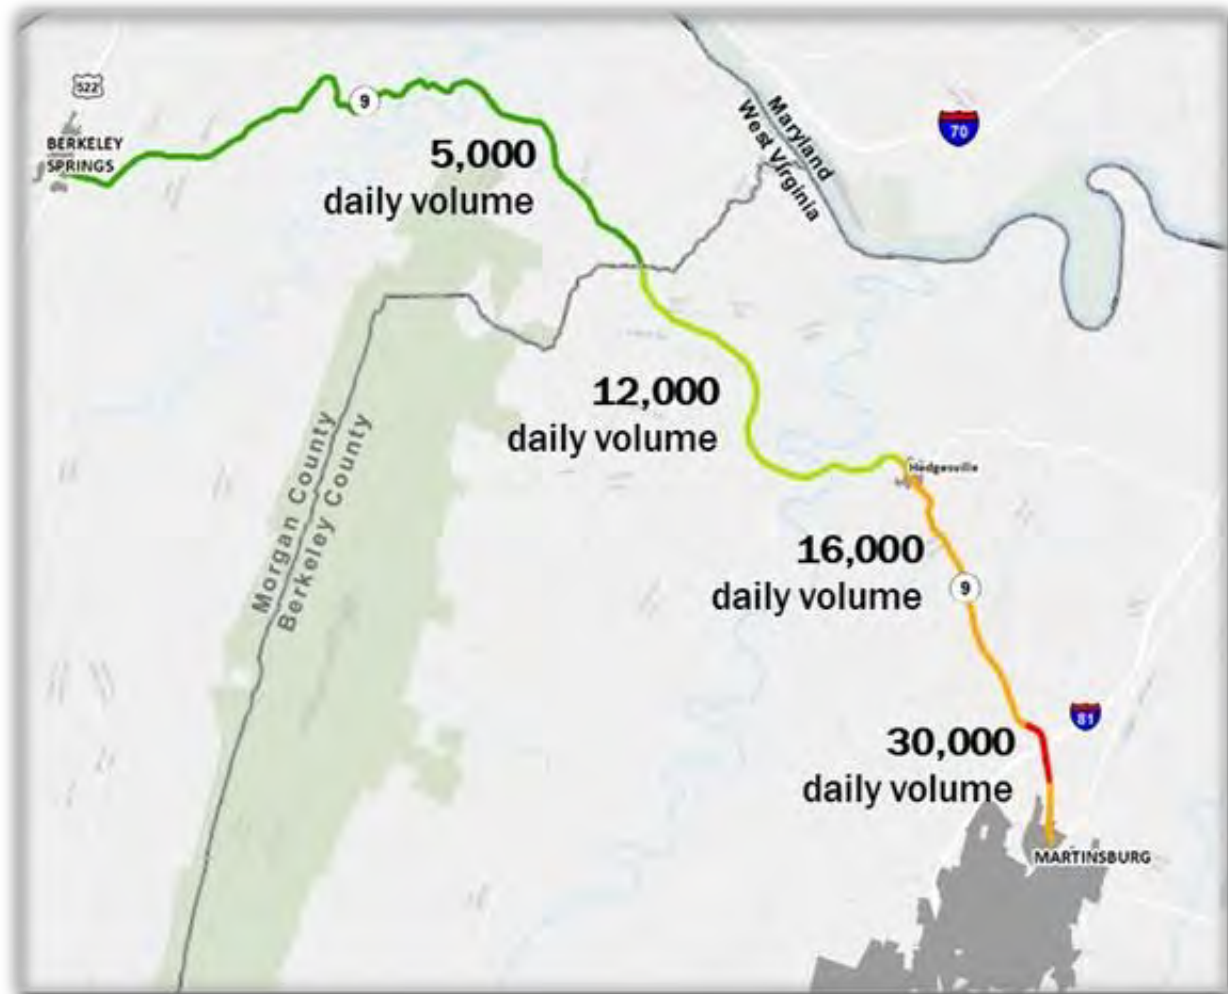 522
BERKELEY
SPRINGS
9
5,000
daily volume
Maryland
West Virginia
70
12,000
daily volume
Morgan County
Berkeley County
Hedgesville
16,000
daily volume
9
81
30,000
daily volume
MARTINSBURG